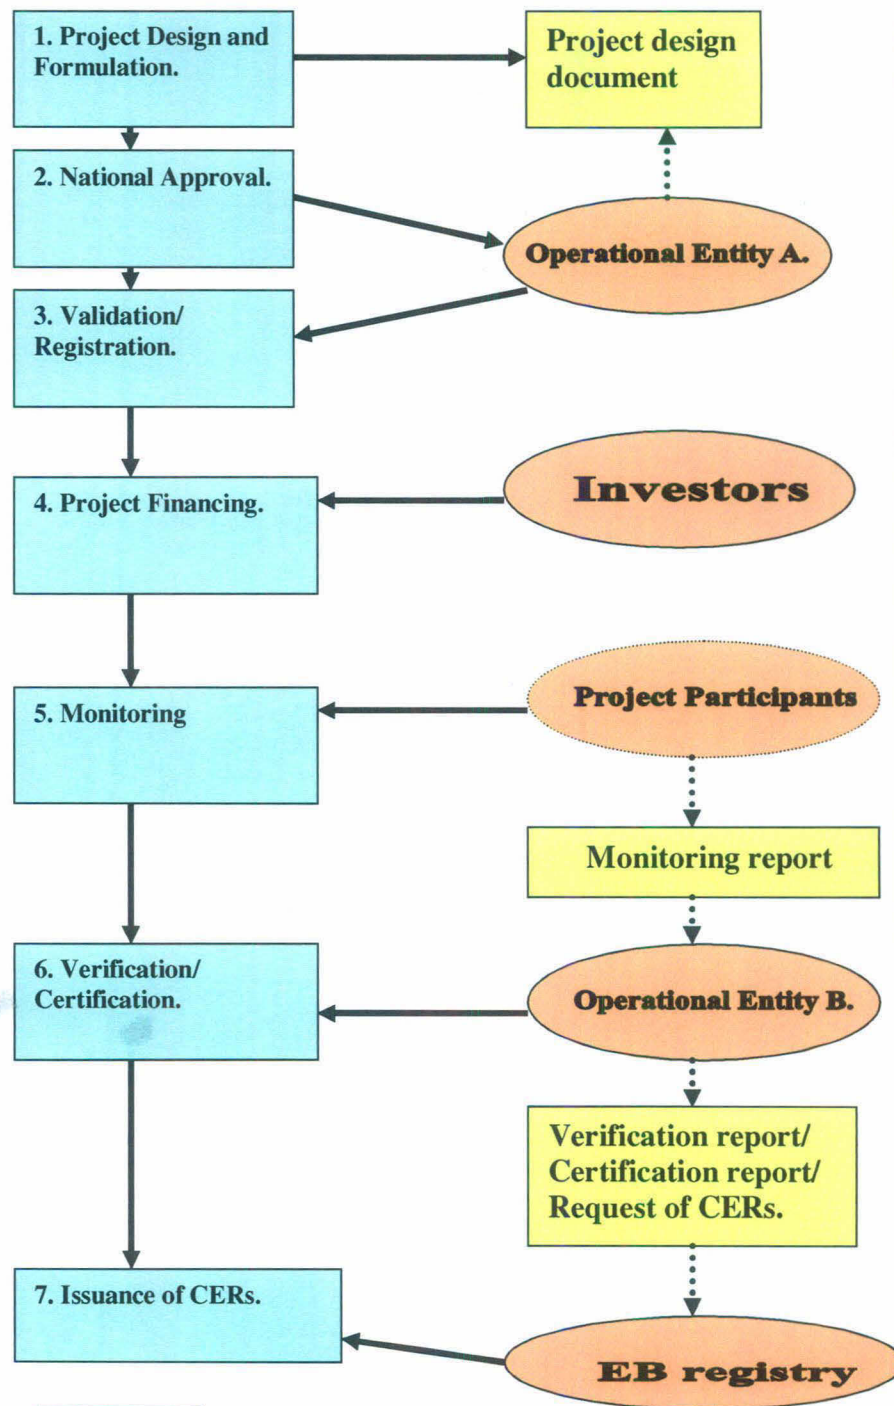 1. Project Design and
Formulation.
Project design
document
2. National Approval.
Operational Entity A.
3. Validation/
Registration.
4. Project Financing.
Investors
5. Monitoring
Project Participants
Monitoring report
6. Verification/
Certification.
Operational Entity B.
Verification report/
Certification report/
Request of CERs.
7. Issuance of CERs.
EB registry